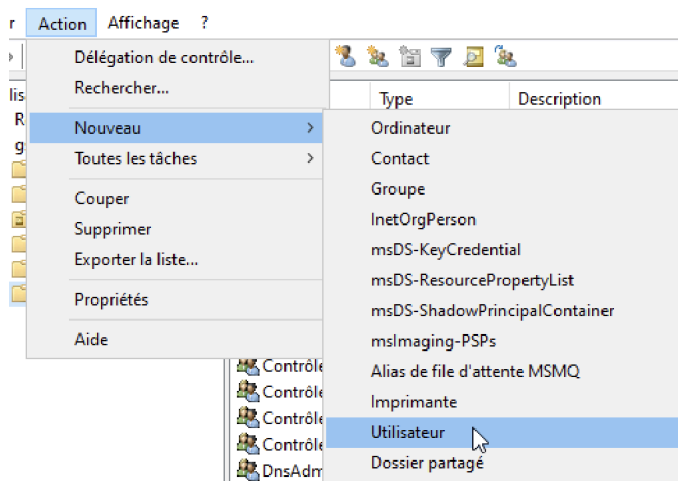 r Action Affichage ?
Délégation de contrôle...
Rechercher...
Nouveau >
Toutes les tâches >
Couper
Supprimer
Exporter la liste...
Propriétés
Aide
lis
R
g
Type Description
Ordinateur
Contact
Groupe
InetOrgPerson
msDS-KeyCredential
msDS-ResourcePropertyList
msDS-ShadowPrincipalContainer
msImaging-PSPs
Alias de file d'attente MSMQ
Imprimante
Utilisateur
Dossier partagé
Contrôle
Contrôle
Contrôle
Contrôle
DnsAdm